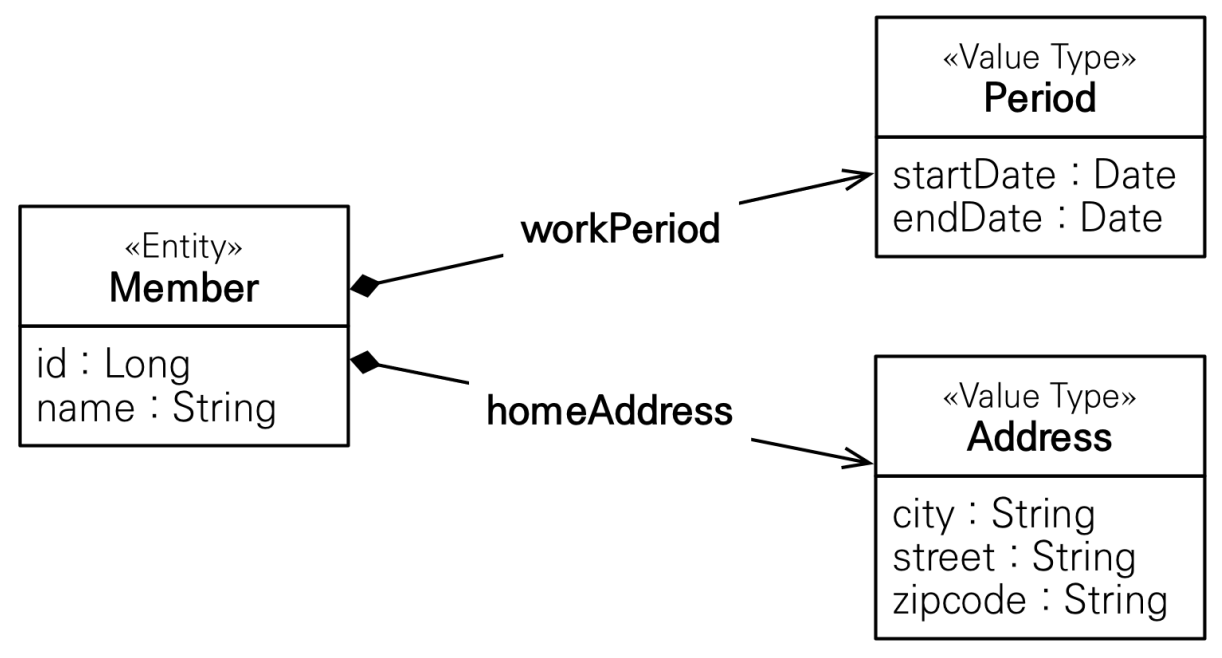 «Entity»
Member
id : Long
name : String
workPeriod
homeAddress
«Value Type»
Period
startDate : Date
endDate : Date
«Value Type»
Address
city : String
street : String
zipcode : String